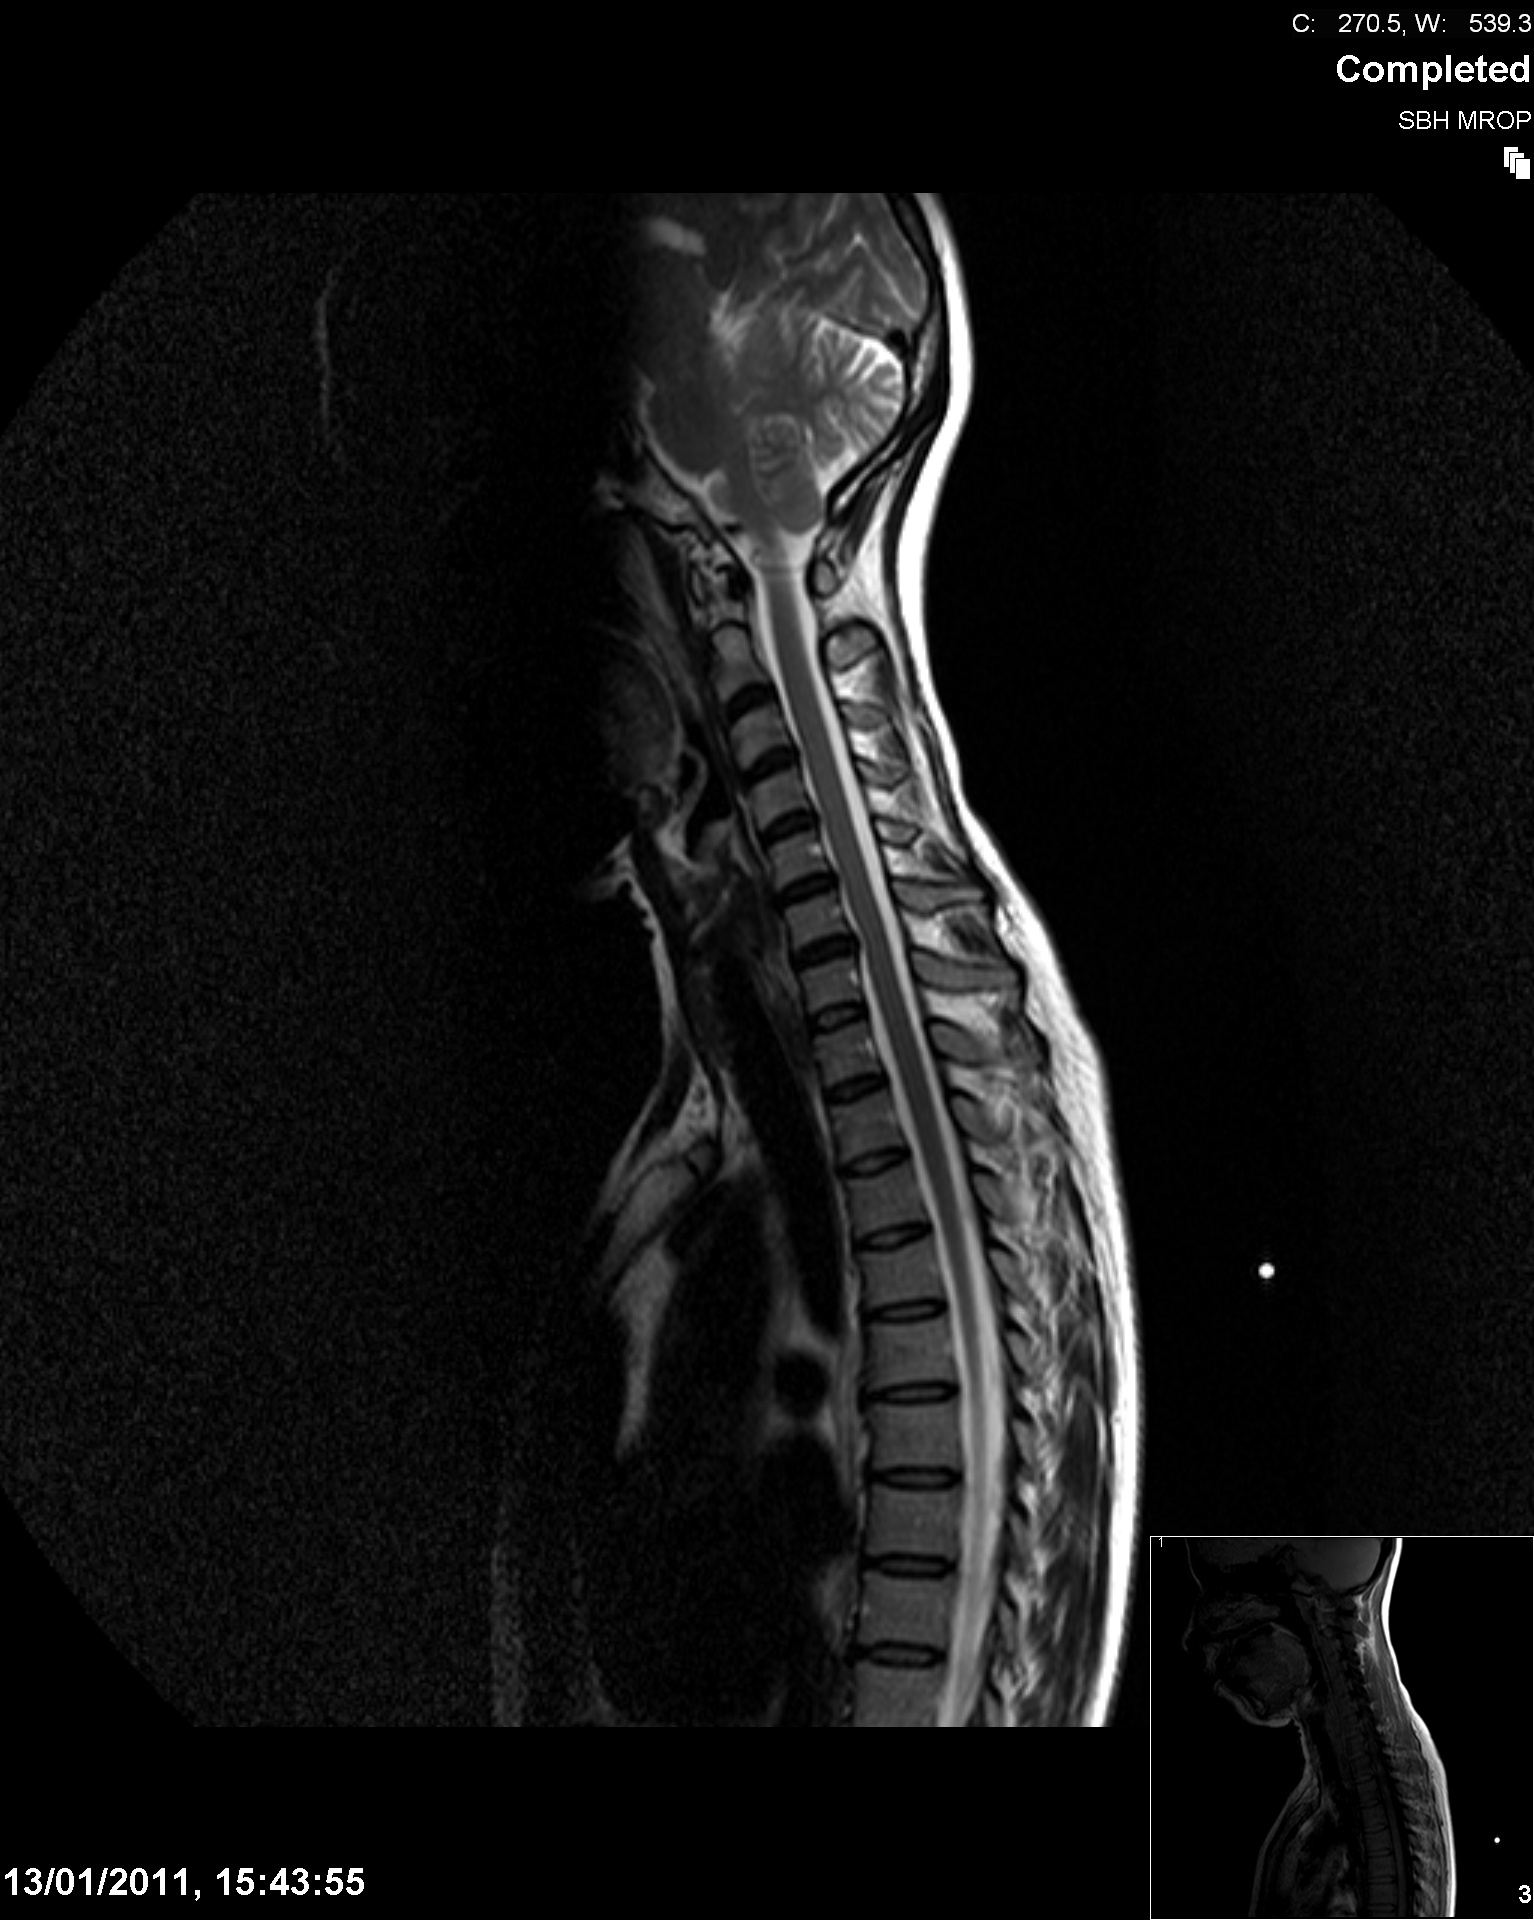 C: 270.5, W: 539.3
Completed
SBH MROP
1
13/01/2011, 15:43:55
3